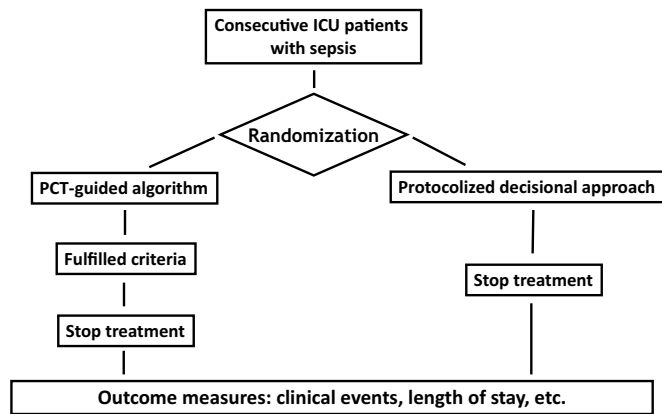 Consecutive ICU patients
with sepsis
Randomization
PCT-guided algorithm
Protocolized decisional approach
Fulfilled criteria
Stop treatment
Stop treatment
Outcome measures: clinical events, length of stay, etc.